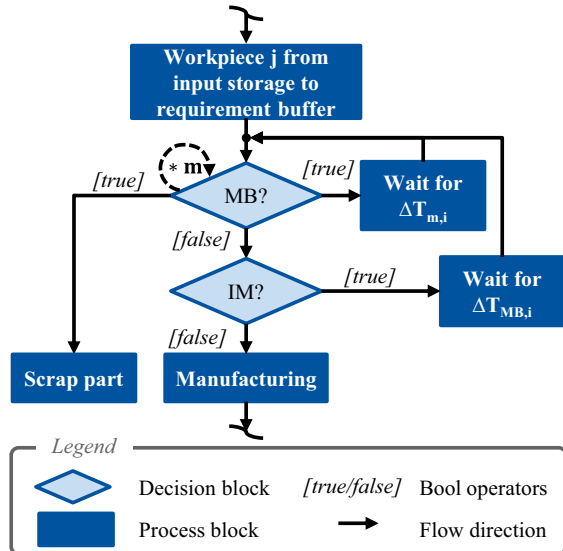 Workpiece j from
input storage to
requirement buffer
* m
[true]
MB?
[true]
Wait for
ΔTm,i
[false]
IM?
[true]
Wait for
ΔTMB,i
[false]
Scrap part
Manufacturing
Legend
Decision block
[true/false]
Bool operators
Process block
Flow direction